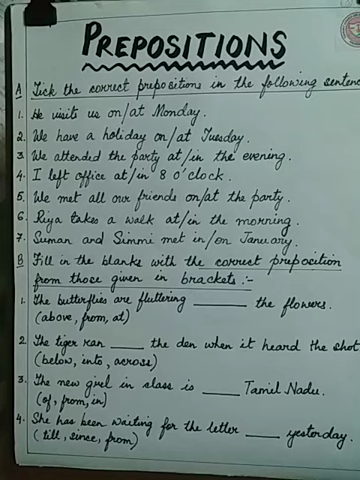 PREPOSITIONS
A Tick the correct prepositions in the following sentenc
1. He visits us on/at Monday.
2. We have a holiday on/at Tuesday.
3. We attended the party at/in the evening.
4. I left office at/in 8 o'clock.
5. We met all our friends on/at the party.
6. Riya takes a walk at/in the morning.
7. Suman and Simmi met in/on January.
B Fill in the blanks with the correct preposition
from those given in brackets :-
1. The butterflies are fluttering ______ the flowers.
(above, from, at)
2. The tiger ran ____ the den when it heard the shot
(below, into, across)
3. The new girl in class is ____ Tamil Nadu.
(of, from, in)
4. She has been waiting for the letter ____ yesterday.
(till, since, from)